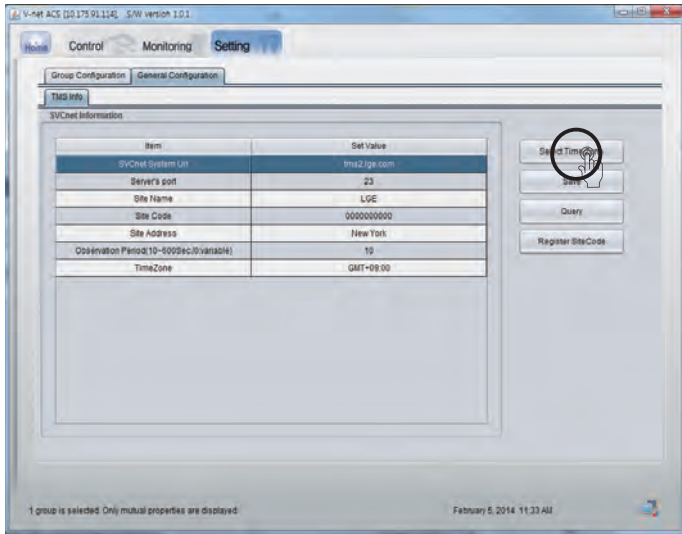 V-net ACS [10.175.91.114], S/W version 1.0.1
Home Control Monitoring Setting
Group Configuration General Configuration
TMS Info
SVCnet Information
Item Set Value
SVCnet System Url tms2.lge.com
Server's port 23
Site Name LGE
Site Code 0000000000
Site Address New York
Observation Period(10~600Sec,0:variable) 10
TimeZone GMT+09:00
Save
Query
Register SiteCode
1 group is selected. Only mutual properties are displayed.
February 5, 2014 11:33 AM